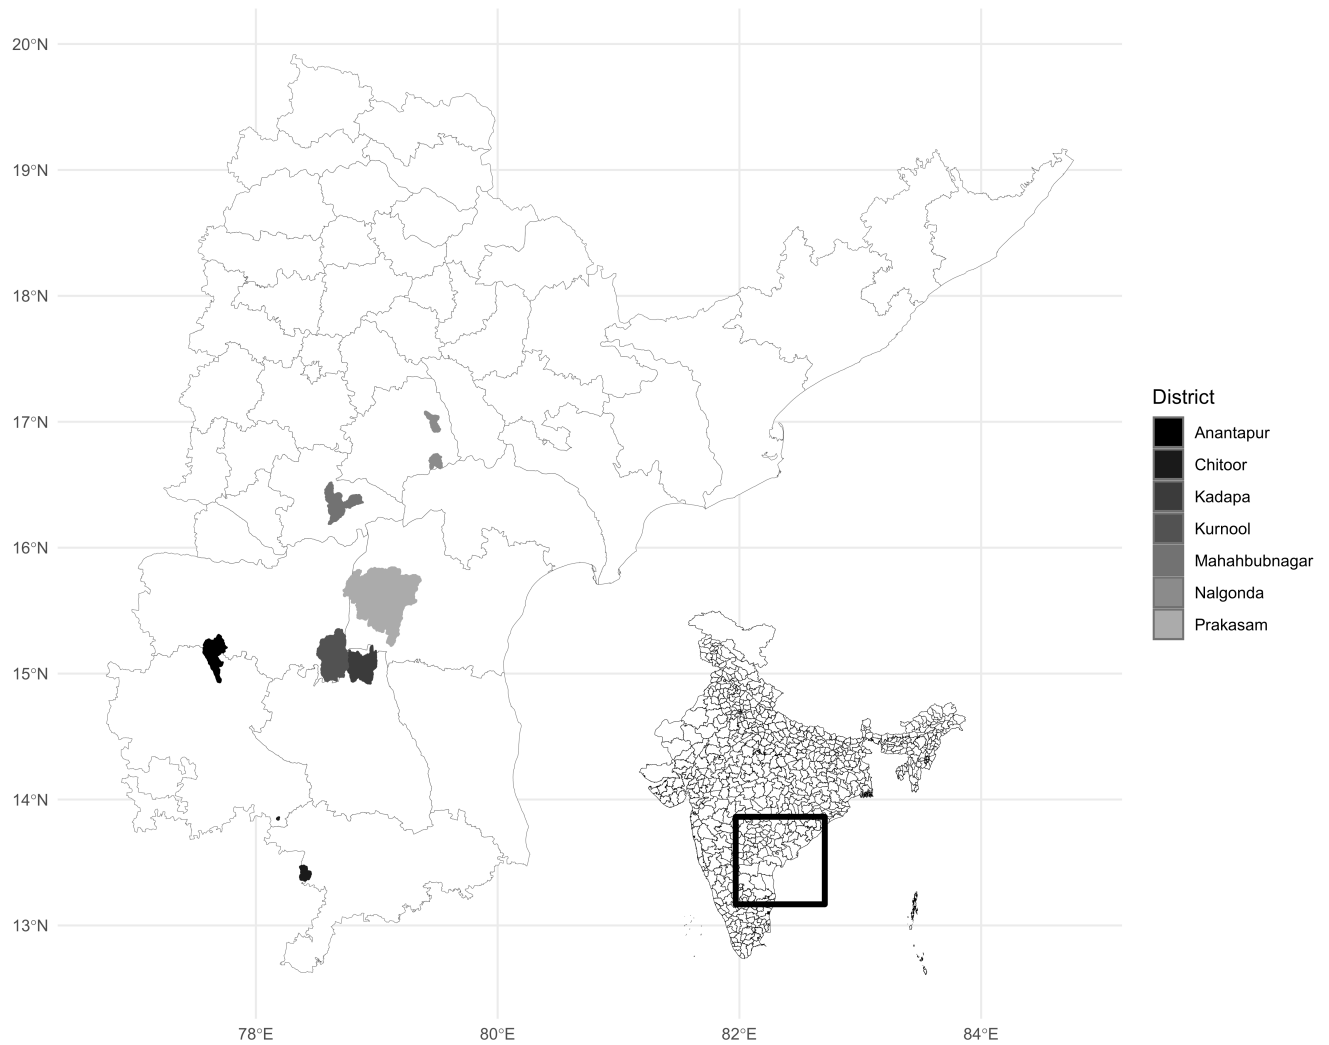 20°N
19°N
18°N
17°N
16°N
15°N
14°N
13°N
78°E
80°E
82°E
84°E
District
Anantapur
Chitoor
Kadapa
Kurnool
Mahahbubnagar
Nalgonda
Prakasam